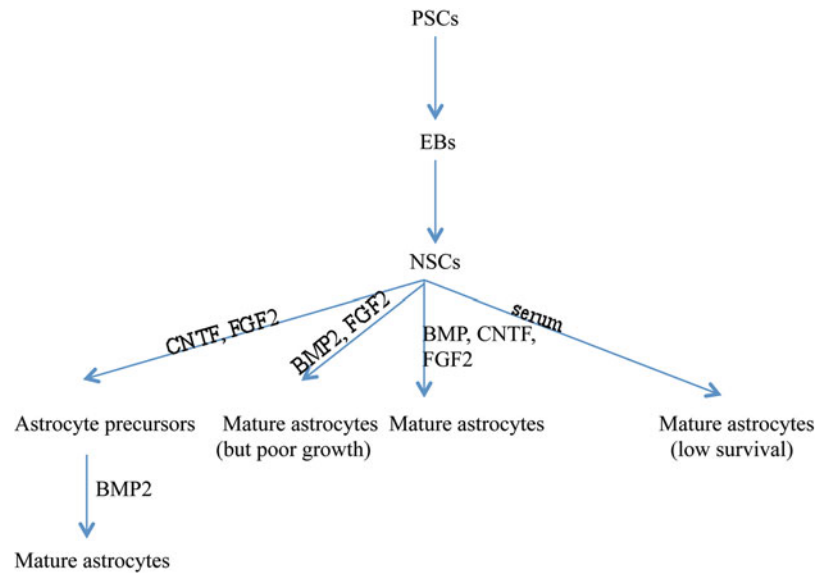 PSCs
EBs
NSCs
CNTF, FGF2
BMP2, FGF2
BMP, CNTF,
FGF2
serum
Astrocyte precursors
Mature astrocytes
(but poor growth)
Mature astrocytes
Mature astrocytes
(low survival)
BMP2
Mature astrocytes